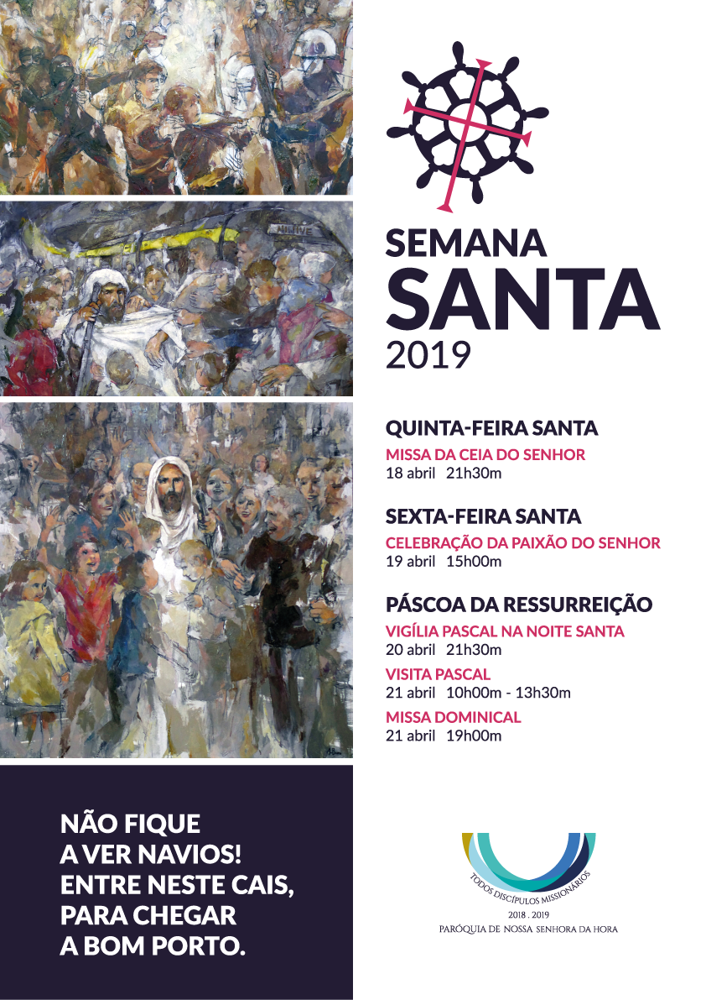 NINIVE
SEMANA
SANTA
2019
QUINTA-FEIRA SANTA
MISSA DA CEIA DO SENHOR
18 abril 21h30m
SEXTA-FEIRA SANTA
CELEBRAÇÃO DA PAIXÃO DO SENHOR
19 abril 15h00m
PÁSCOA DA RESSURREIÇÃO
VIGÍLIA PASCAL NA NOITE SANTA
20 abril 21h30m
VISITA PASCAL
21 abril 10h00m - 13h30m
MISSA DOMINICAL
21 abril 19h00m
NÃO FIQUE
A VER NAVIOS!
ENTRE NESTE CAIS,
PARA CHEGAR
A BOM PORTO.
TODOS DISCÍPULOS MISSIONÁRIOS
2018 . 2019
PARÓQUIA DE NOSSA SENHORA DA HORA